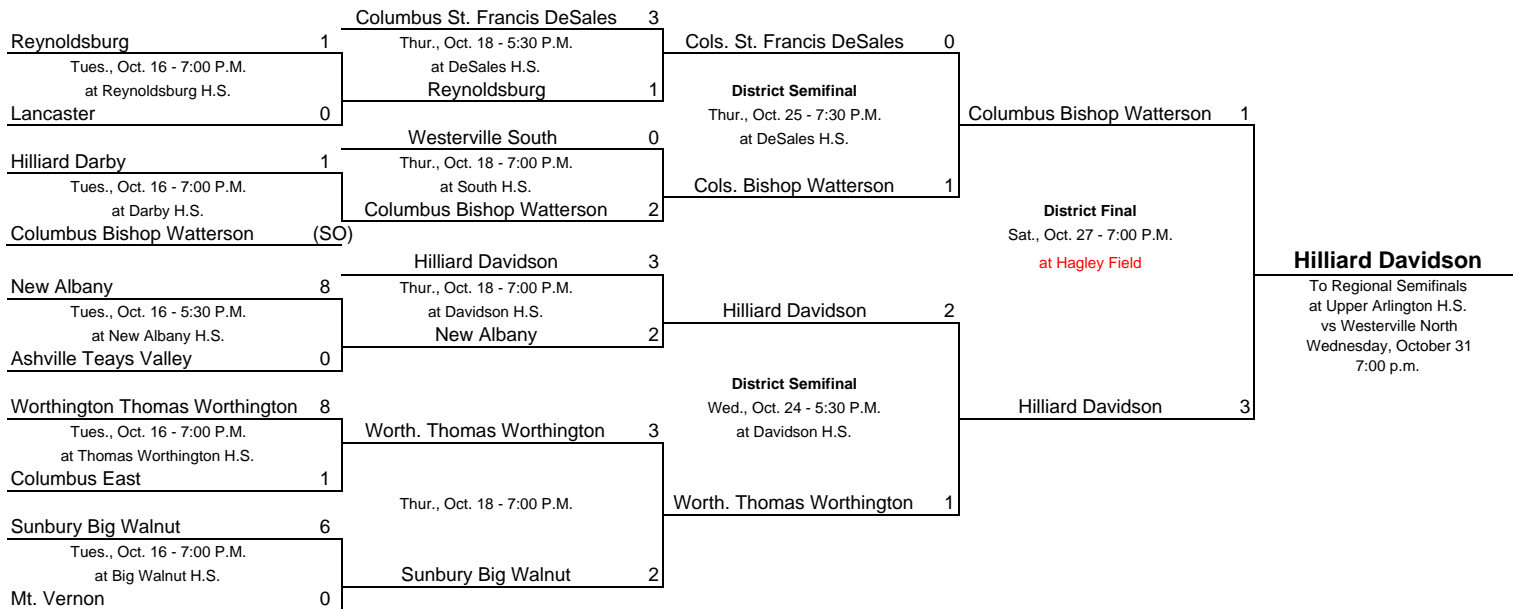 Reynoldsburg 1
Tues., Oct. 16 - 7:00 P.M.
at Reynoldsburg H.S.
Lancaster 0
Hilliard Darby 1
Tues., Oct. 16 - 7:00 P.M.
at Darby H.S.
Columbus Bishop Watterson (SO)
New Albany 8
Tues., Oct. 16 - 5:30 P.M.
at New Albany H.S.
Ashville Teays Valley 0
Worthington Thomas Worthington 8
Tues., Oct. 16 - 7:00 P.M.
at Thomas Worthington H.S.
Columbus East 1
Sunbury Big Walnut 6
Tues., Oct. 16 - 7:00 P.M.
at Big Walnut H.S.
Mt. Vernon 0
Columbus St. Francis DeSales 3
Thur., Oct. 18 - 5:30 P.M.
at DeSales H.S.
Reynoldsburg 1
Westerville South 0
Thur., Oct. 18 - 7:00 P.M.
at South H.S.
Columbus Bishop Watterson 2
Hilliard Davidson 3
Thur., Oct. 18 - 7:00 P.M.
at Davidson H.S.
New Albany 2
Worth. Thomas Worthington 3
Thur., Oct. 18 - 7:00 P.M.
Sunbury Big Walnut 2
Cols. St. Francis DeSales 0
District Semifinal
Thur., Oct. 25 - 7:30 P.M.
at DeSales H.S.
Cols. Bishop Watterson 1
Hilliard Davidson 2
District Semifinal
Wed., Oct. 24 - 5:30 P.M.
at Davidson H.S.
Worth. Thomas Worthington 1
Columbus Bishop Watterson 1
District Final
Sat., Oct. 27 - 7:00 P.M.
at Hagley Field
Hilliard Davidson 3
Hilliard Davidson
To Regional Semifinals
at Upper Arlington H.S.
vs Westerville North
Wednesday, October 31
7:00 p.m.